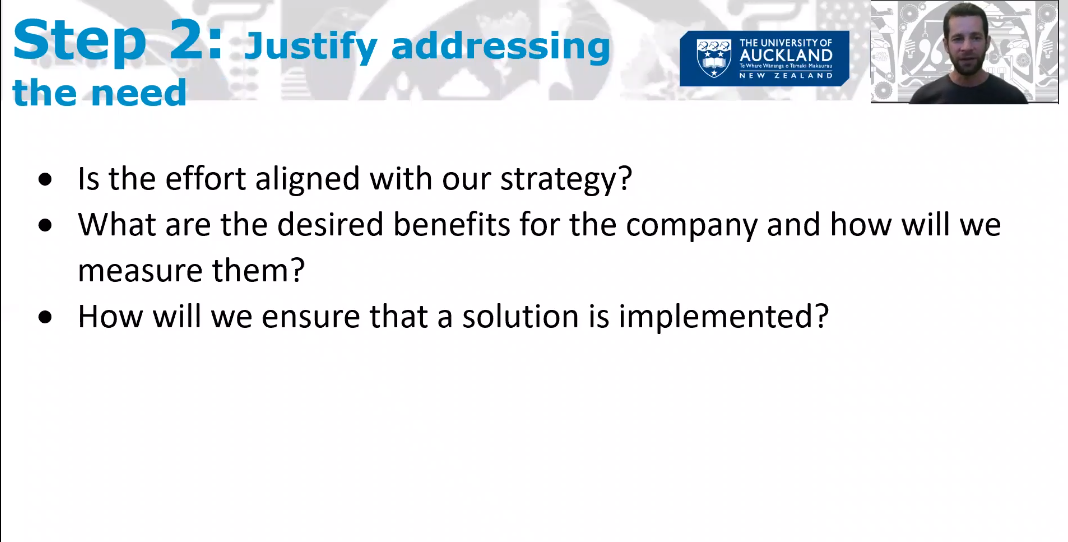 Step 2: Justify addressing
the need
THE UNIVERSITY OF
AUCKLAND
Te Whare Wānanga o Tāmaki Makaurau
NEW ZEALAND
● Is the effort aligned with our strategy?
● What are the desired benefits for the company and how will we
measure them?
● How will we ensure that a solution is implemented?